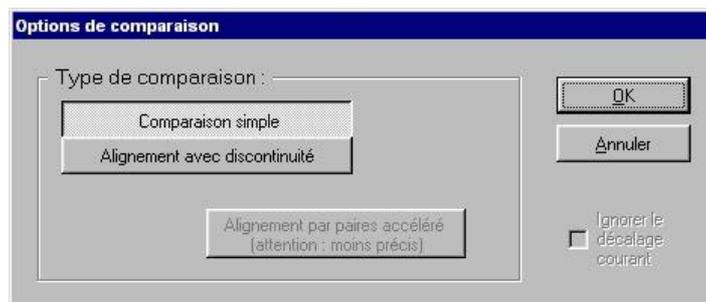 Options de comparaison
Type de comparaison :
Comparaison simple
Alignement avec discontinuité
Alignement par paires accéléré
(attention : moins précis)
OK
Annuler
Ignorer le
décalage
courant